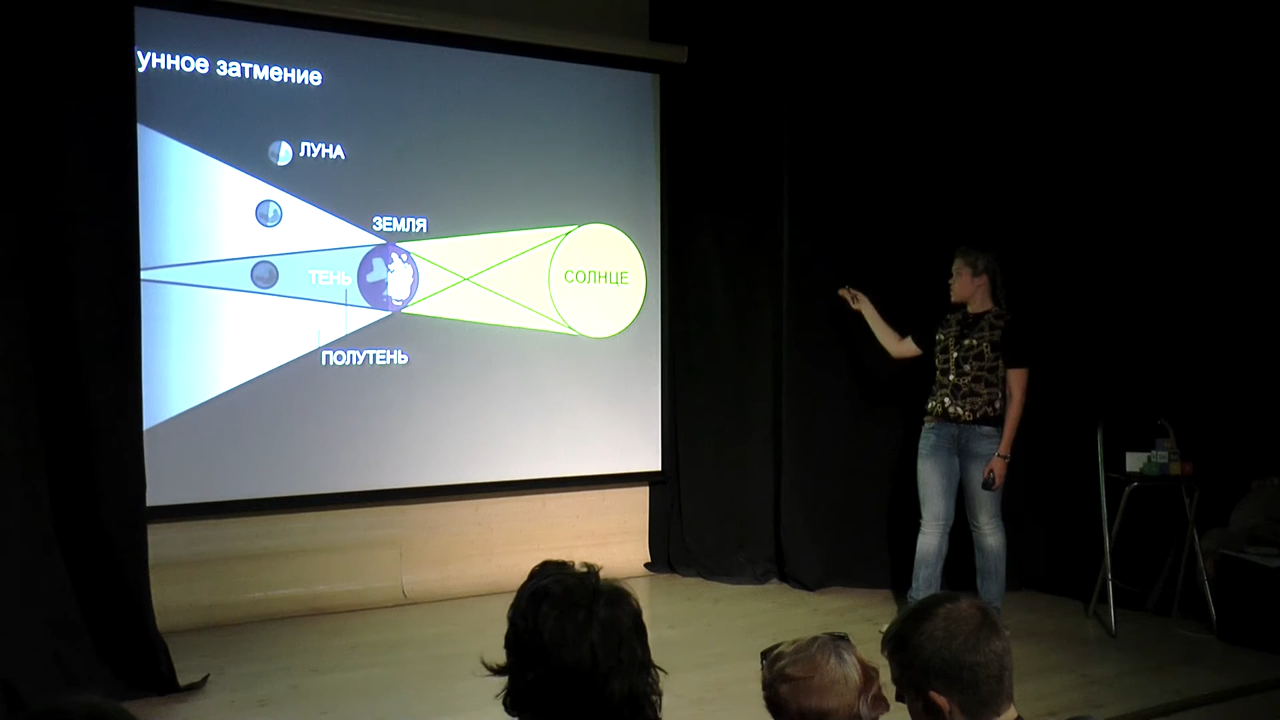 унное затмение
ЛУНА
ЗЕМЛЯ
ТЕНЬ
СОЛНЦЕ
ПОЛУТЕНЬ